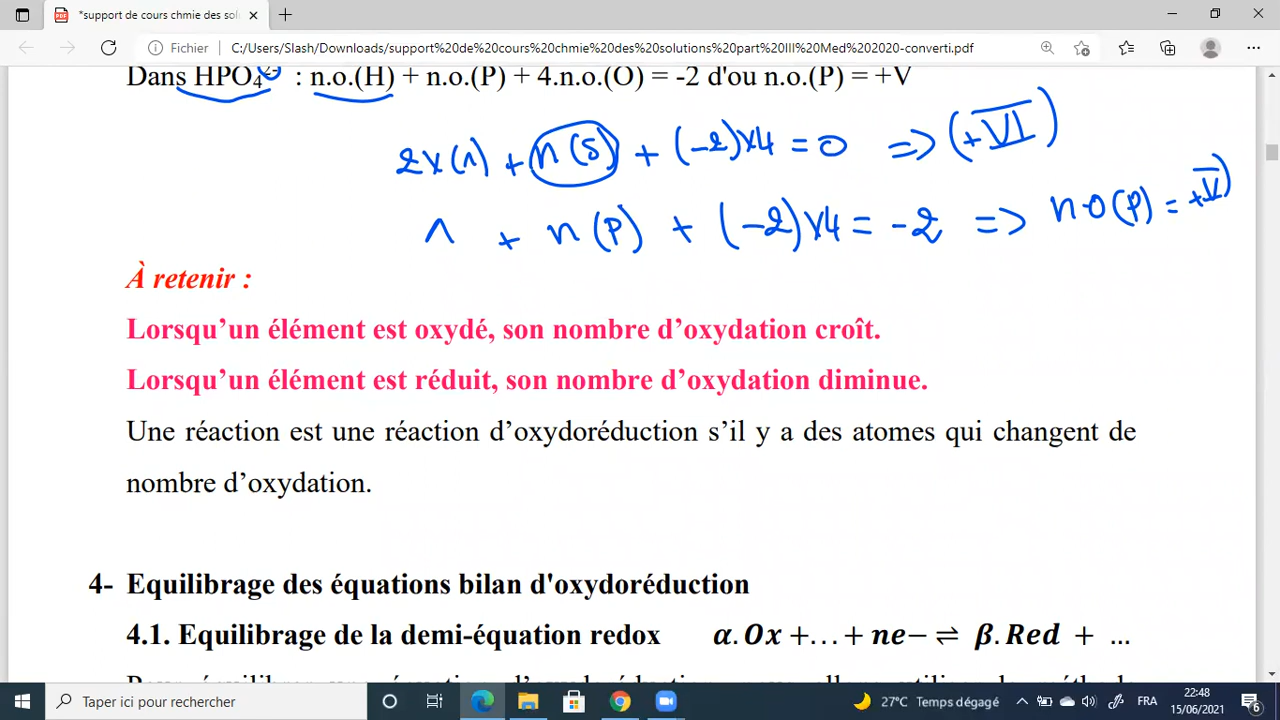 *support de cours chmie des sol
Fichier C:/Users/Slash/Downloads/support%20de%20cours%20chmie%20des%20solutions%20part%20III%20Med%202020-converti.pdf
Dans HPO₄²⁻ : n.o.(H) + n.o.(P) + 4.n.o.(O) = -2 d'ou n.o.(P) = +V
2x(1) + n(S) + (-2)x4 = 0 => (+VI)
1 + n(P) + (-2)x4 = -2 => n.O(P) = +V)
À retenir :
Lorsqu’un élément est oxydé, son nombre d’oxydation croît.
Lorsqu’un élément est réduit, son nombre d’oxydation diminue.
Une réaction est une réaction d’oxydoréduction s’il y a des atomes qui changent de
nombre d’oxydation.
4- Equilibrage des équations bilan d'oxydoréduction
4.1. Equilibrage de la demi-équation redox α.Ox +…+ ne− ⇌ β.Red + …
Taper ici pour rechercher
27°C Temps dégagé
FRA
22:48
15/06/2021
6